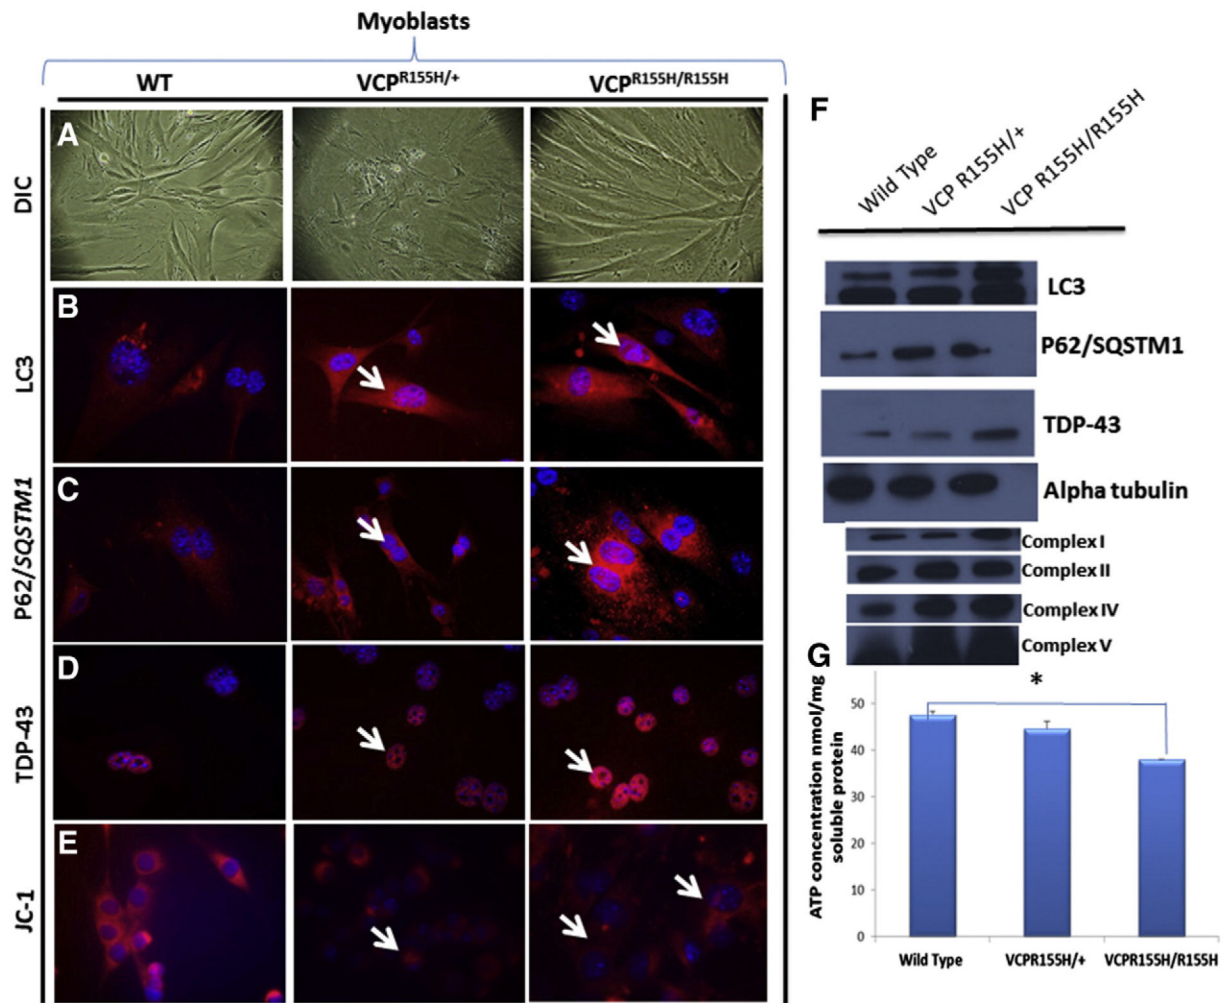 Myoblasts
WT
VCPR155H/+
VCPR155H/R155H
A
DIC
B
LC3
C
P62/SQSTM1
D
TDP-43
E
JC-1
F
Wild Type
VCP R155H/+
VCP R155H/R155H
LC3
P62/SQSTM1
TDP-43
Alpha tubulin
Complex I
Complex II
Complex IV
Complex V
G
*
ATP concentration nmol/mg
soluble protein
50
40
30
20
10
0
Wild Type
VCPR155H/+
VCPR155H/R155H